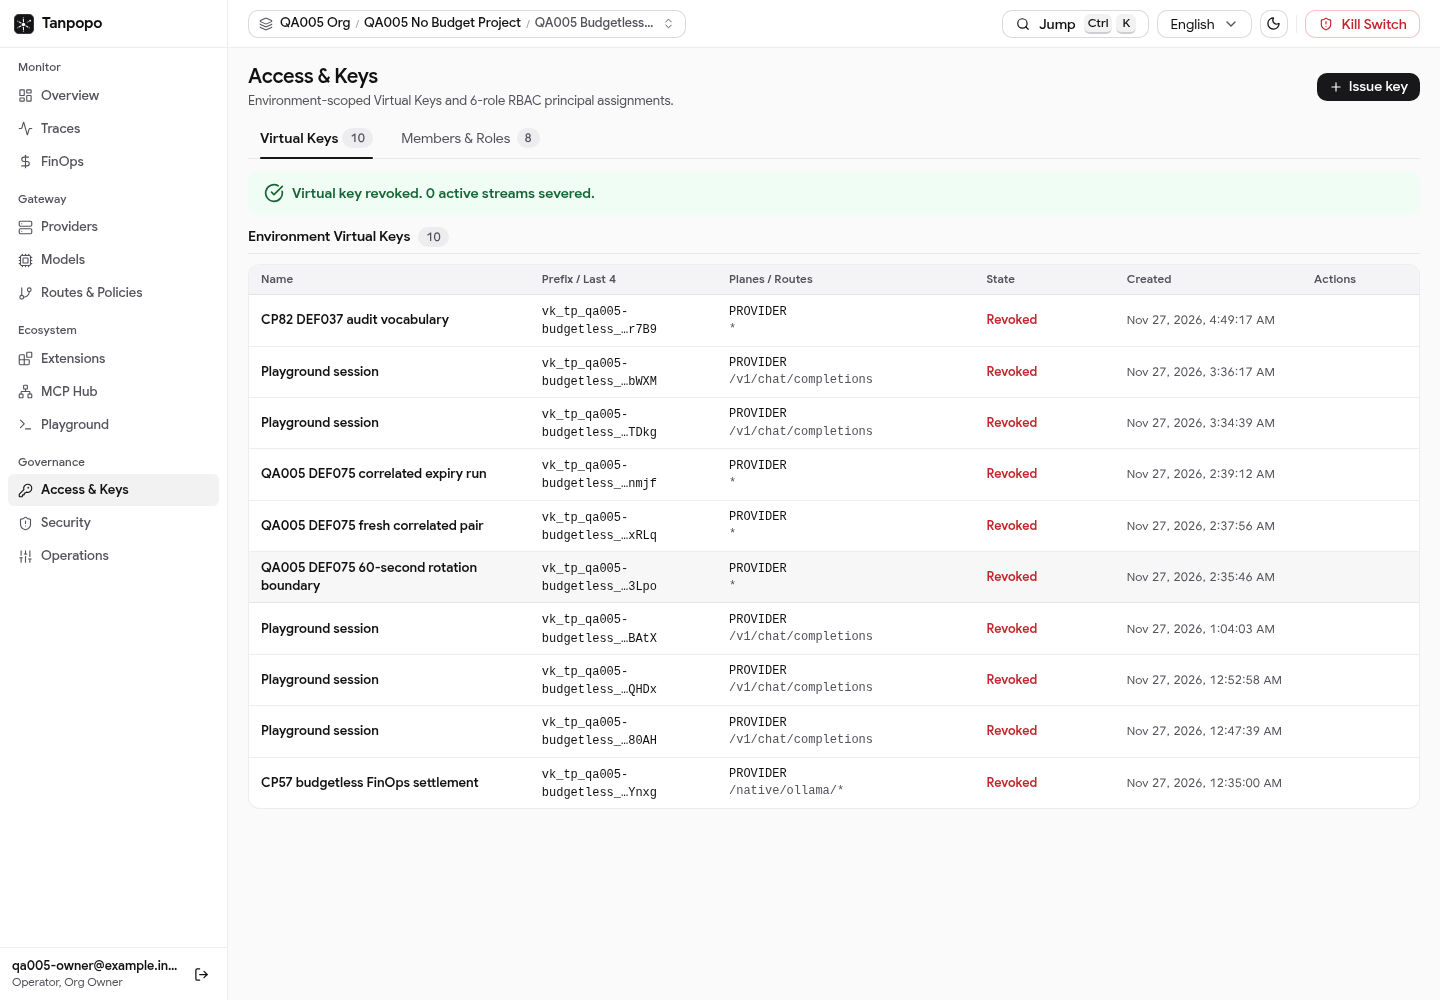 Tanpopo
QA005 Org / QA005 No Budget Project / QA005 Budgetless...
Jump Ctrl K
English
Kill Switch
Monitor
Overview
Traces
FinOps
Gateway
Providers
Models
Routes & Policies
Ecosystem
Extensions
MCP Hub
Playground
Governance
Access & Keys
Security
Operations
qa005-owner@example.in...
Operator, Org Owner
Access & Keys
Environment-scoped Virtual Keys and 6-role RBAC principal assignments.
Issue key
Virtual Keys 10
Members & Roles 8
Virtual key revoked. 0 active streams severed.
Environment Virtual Keys 10
Name Prefix / Last 4 Planes / Routes State Created Actions
CP82 DEF037 audit vocabulary
vk_tp_qa005-
budgetless_…r7B9
PROVIDER
*
Revoked
Nov 27, 2026, 4:49:17 AM
Playground session
vk_tp_qa005-
budgetless_…bWXM
PROVIDER
/v1/chat/completions
Revoked
Nov 27, 2026, 3:36:17 AM
Playground session
vk_tp_qa005-
budgetless_…TDkg
PROVIDER
/v1/chat/completions
Revoked
Nov 27, 2026, 3:34:39 AM
QA005 DEF075 correlated expiry run
vk_tp_qa005-
budgetless_…nmjf
PROVIDER
*
Revoked
Nov 27, 2026, 2:39:12 AM
QA005 DEF075 fresh correlated pair
vk_tp_qa005-
budgetless_…xRLq
PROVIDER
*
Revoked
Nov 27, 2026, 2:37:56 AM
QA005 DEF075 60-second rotation
boundary
vk_tp_qa005-
budgetless_…3Lpo
PROVIDER
*
Revoked
Nov 27, 2026, 2:35:46 AM
Playground session
vk_tp_qa005-
budgetless_…BAtX
PROVIDER
/v1/chat/completions
Revoked
Nov 27, 2026, 1:04:03 AM
Playground session
vk_tp_qa005-
budgetless_…QHDx
PROVIDER
/v1/chat/completions
Revoked
Nov 27, 2026, 12:52:58 AM
Playground session
vk_tp_qa005-
budgetless_…80AH
PROVIDER
/v1/chat/completions
Revoked
Nov 27, 2026, 12:47:39 AM
CP57 budgetless FinOps settlement
vk_tp_qa005-
budgetless_…Ynxg
PROVIDER
/native/ollama/*
Revoked
Nov 27, 2026, 12:35:00 AM